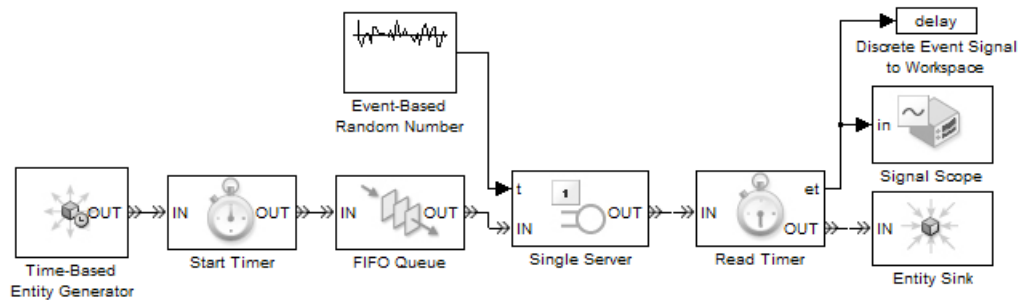 delay
Discrete Event Signal
to Workspace
Event-Based
Random Number
in
Signal Scope
t
1
et
OUT
IN
OUT
IN
OUT
IN
OUT
IN
OUT
IN
Time-Based
Entity Generator
Start Timer
FIFO Queue
Single Server
Read Timer
Entity Sink